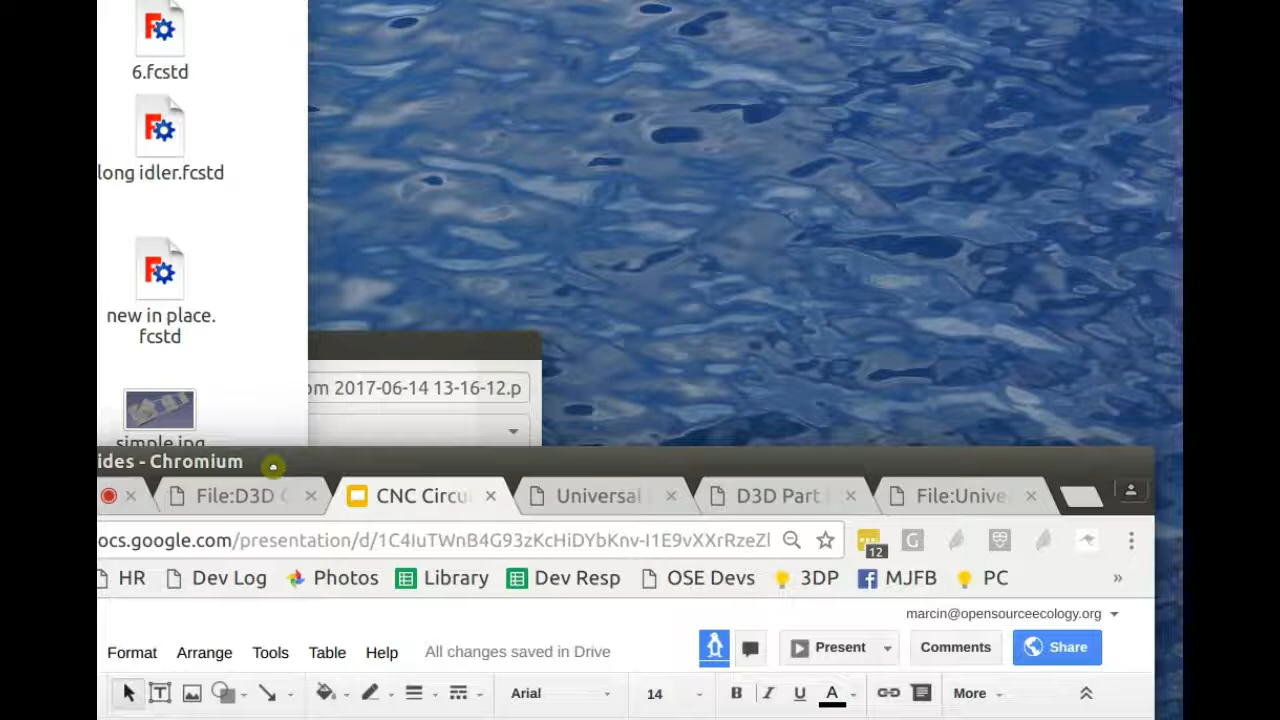 6.fcstd
long idler.fcstd
new in place.
fcstd
om 2017-06-14 13-16-12.p
simple.jpg
ides - Chromium
File:D3D
CNC Circu
Universal
D3D Part
File:Unive
ocs.google.com/presentation/d/1C4IuTWnB4G93zKcHiDYbKnv-I1E9vXXrRzeZl
12
HR Dev Log Photos Library Dev Resp OSE Devs 3DP MJFB PC »
marcin@opensourceecology.org
Format Arrange Tools Table Help All changes saved in Drive Present Comments Share
Arial 14 B I U A More